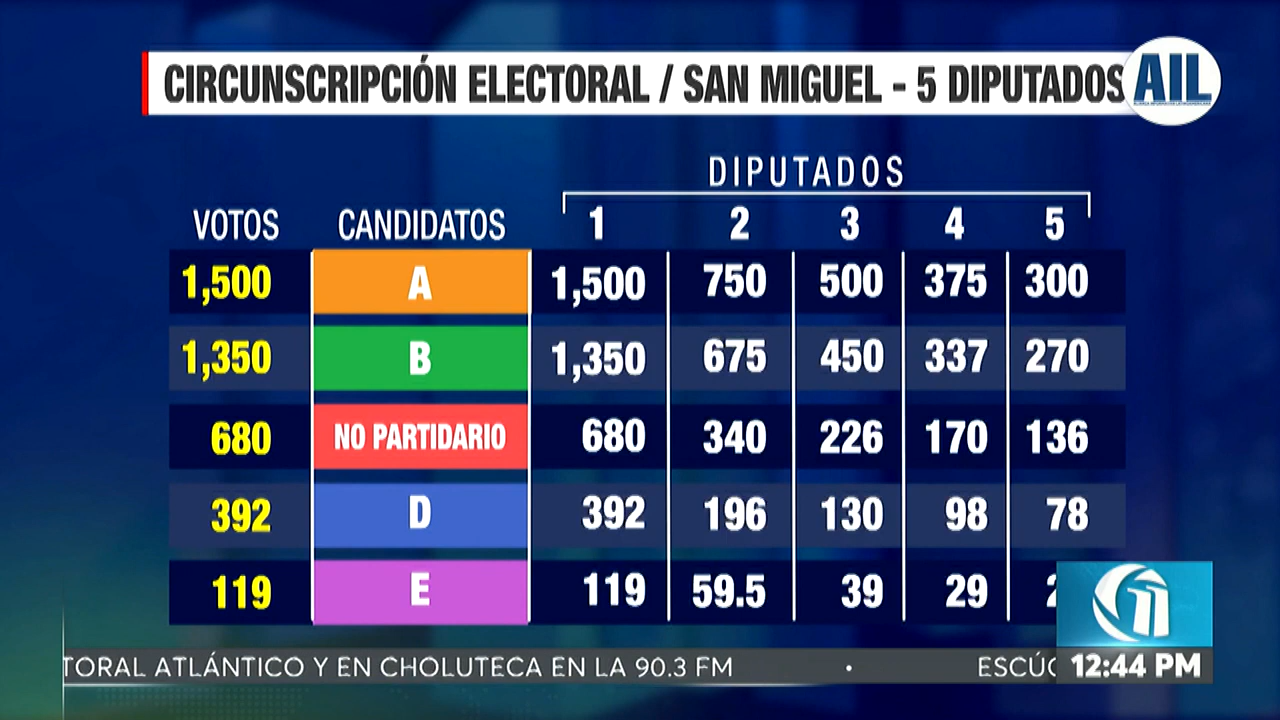 CIRCUNSCRIPCIÓN ELECTORAL / SAN MIGUEL - 5 DIPUTADOS
AIL
DIPUTADOS
VOTOS CANDIDATOS 1 2 3 4 5
1,500 A 1,500 750 500 375 300
1,350 B 1,350 675 450 337 270
680 NO PARTIDARIO 680 340 226 170 136
392 D 392 196 130 98 78
119 E 119 59.5 39 29
TORAL ATLÁNTICO Y EN CHOLUTECA EN LA 90.3 FM • ESCÚC
12:44 PM